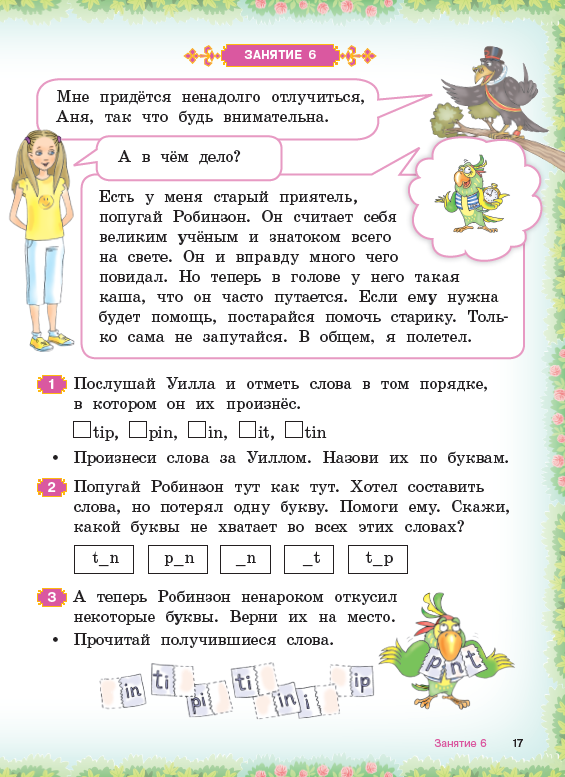 ЗАНЯТИЕ 6
Мне придётся ненадолго отлучиться,
Аня, так что будь внимательна.
А в чём дело?
Есть у меня старый приятель,
попугай Робинзон. Он считает себя
великим учёным и знатоком всего
на свете. Он и вправду много чего
повидал. Но теперь в голове у него такая
каша, что он часто путается. Если ему нужна
будет помощь, постарайся помочь старику. Толь-
ко сама не запутайся. В общем, я полетел.
1 Послушай Уилла и отметь слова в том порядке,
в котором он их произнёс.
tip, pin, in, it, tin
• Произнеси слова за Уиллом. Назови их по буквам.
2 Попугай Робинзон тут как тут. Хотел составить
слова, но потерял одну букву. Помоги ему. Скажи,
какой буквы не хватает во всех этих словах?
t_n p_n _n _t t_p
3 А теперь Робинзон ненароком откусил
некоторые буквы. Верни их на место.
• Прочитай получившиеся слова.
p n t
in ti pi ti in i ip
Занятие 6 17